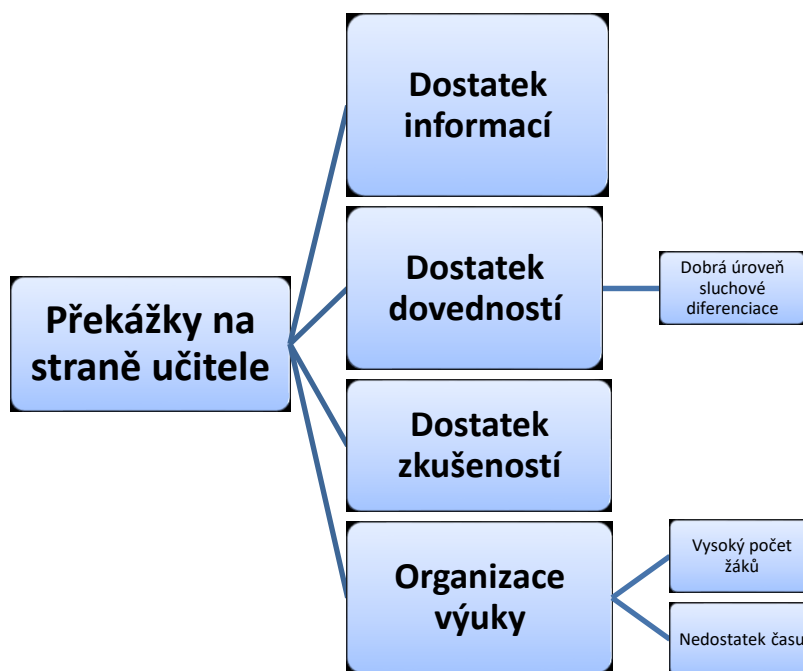 Překážky na
straně učitele
Dostatek
informací
Dostatek
dovedností
Dobrá úroveň
sluchové
diferenciace
Dostatek
zkušeností
Organizace
výuky
Vysoký počet
žáků
Nedostatek času